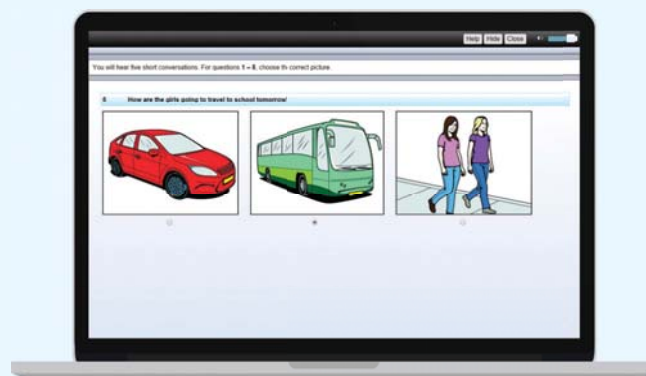 Help Hide Close
You will hear five short conversations. For questions 1 – 5, choose th correct picture.
How are the girls going to travel to school tomorrow